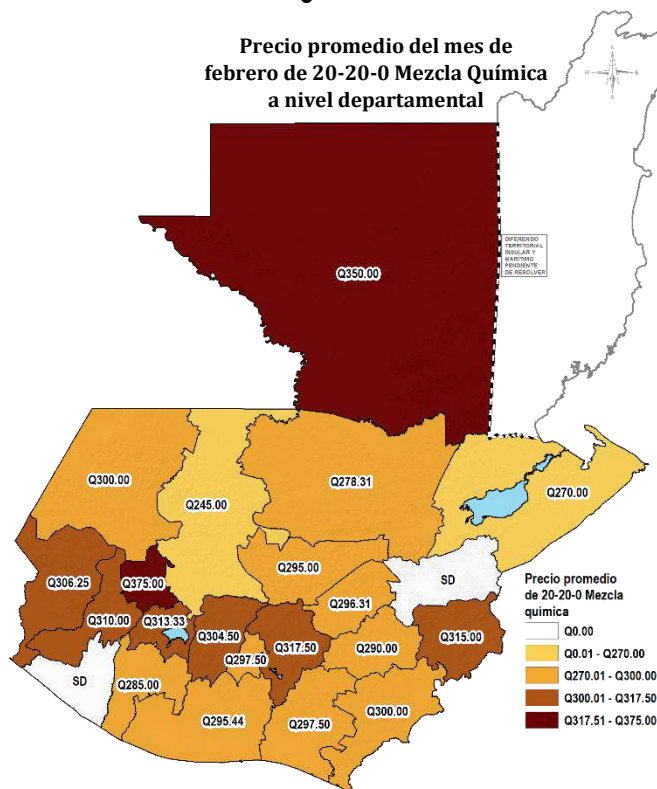 Precio promedio del mes de
febrero de 20-20-0 Mezcla Química
a nivel departamental
N
W
E
S
DIFERENDO
TERRITORIAL
INSULAR Y
MARÍTIMO
PENDIENTE
DE RESOLVER
Q350.00
Q300.00
Q245.00
Q278.31
Q270.00
Q306.25
Q375.00
Q295.00
SD
Q310.00
Q313.33
Q304.50
Q317.50
Q296.31
Q315.00
Q297.50
Q290.00
SD
Q285.00
Q295.44
Q297.50
Q300.00
Precio promedio
de 20-20-0 Mezcla
química
Q0.00
Q0.01 - Q270.00
Q270.01 - Q300.00
Q300.01 - Q317.50
Q317.51 - Q375.00